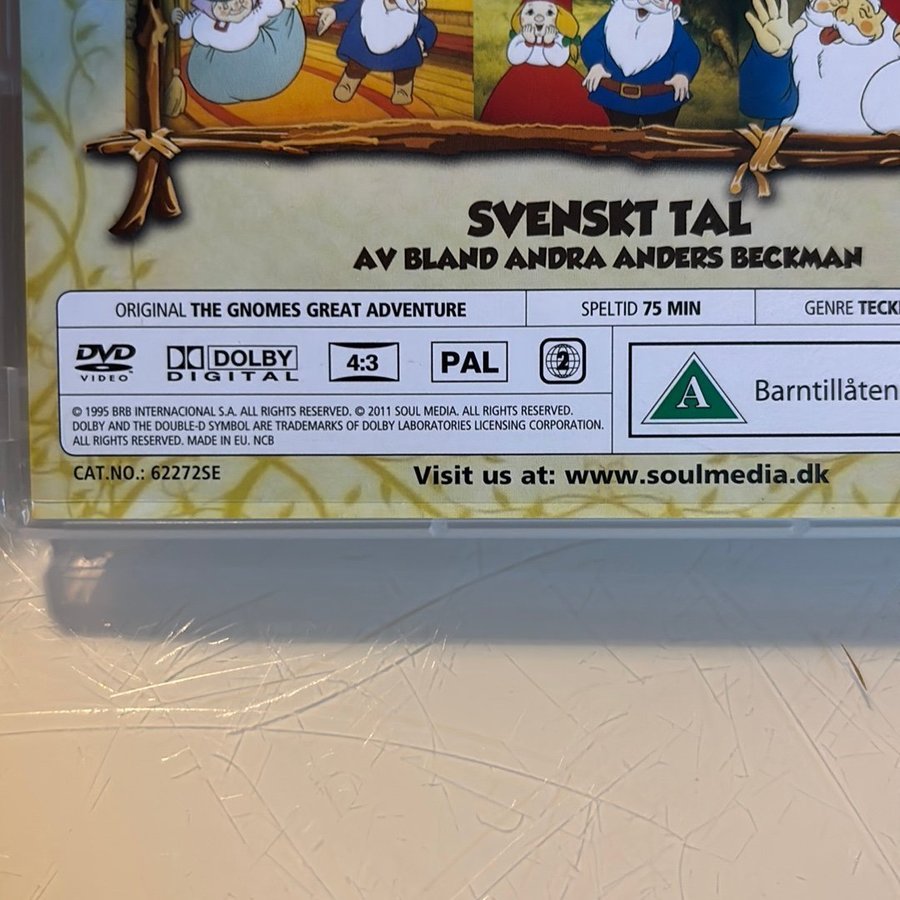 SVENSKT TAL
AV BLAND ANDRA ANDERS BECKMAN
ORIGINAL THE GNOMES GREAT ADVENTURE
SPELTID 75 MIN
GENRE TECK
DVD VIDEO
DOLBY DIGITAL
4:3
PAL
2
A
Barntillåten
© 1995 BRB INTERNACIONAL S.A. ALL RIGHTS RESERVED. © 2011 SOUL MEDIA. ALL RIGHTS RESERVED.
DOLBY AND THE DOUBLE-D SYMBOL ARE TRADEMARKS OF DOLBY LABORATORIES LICENSING CORPORATION.
ALL RIGHTS RESERVED. MADE IN EU. NCB
CAT.NO.: 62272SE
Visit us at: www.soulmedia.dk